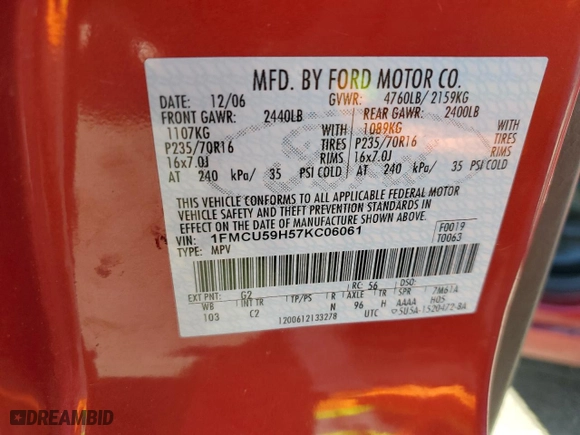 MFD. BY FORD MOTOR CO.
DATE: 12/06 GVWR: 4760LB/ 2159KG
FRONT GAWR: 2440LB REAR GAWR: 2400LB
1107KG WITH 1089KG WITH
P235/70R16 TIRES P235/70R16 TIRES
16x7.0J RIMS 16x7.0J RIMS
AT 240 kPa/ 35 PSI COLD AT 240 kPa/ 35 PSI COLD
THIS VEHICLE CONFORMS TO ALL APPLICABLE FEDERAL MOTOR
VEHICLE SAFETY AND THEFT PREVENTION STANDARDS IN
EFFECT ON THE DATE OF MANUFACTURE SHOWN ABOVE.
VIN: 1FMCU59H57KC06061 F0019
TYPE: MPV T0063
EXT PNT: G2 RC: 56 DSO:
WB INT TR TP/PS R AXLE TR SPR 7M61A
103 C2 N 96 H AAAA H05
1200612133278 UTC 5U5A-1520472-BA
DREAMBID